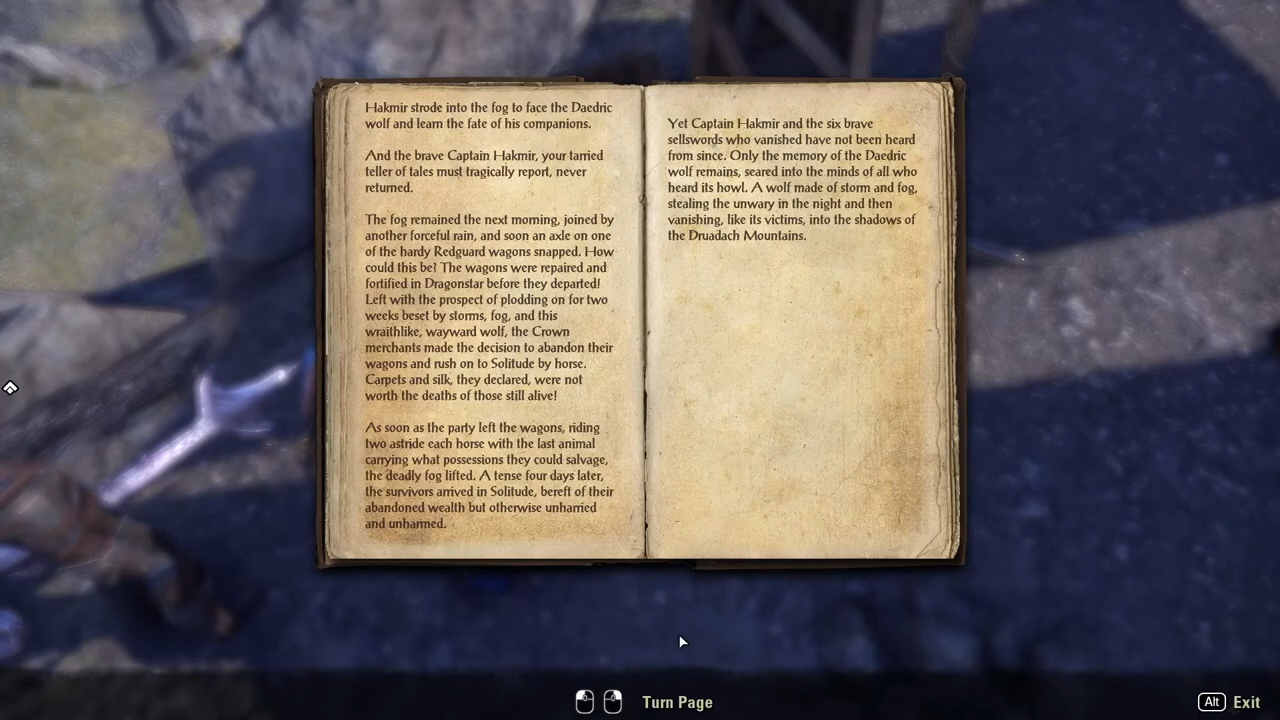 Hakmir strode into the fog to face the Daedric
wolf and learn the fate of his companions.
And the brave Captain Hakmir, your tarried
teller of tales must tragically report, never
returned.
The fog remained the next morning, joined by
another forceful rain, and soon an axle on one
of the hardy Redguard wagons snapped. How
could this be? The wagons were repaired and
fortified in Dragonstar before they departed!
Left with the prospect of plodding on for two
weeks beset by storms, fog, and this
wraithlike, wayward wolf, the Crown
merchants made the decision to abandon their
wagons and rush on to Solitude by horse.
Carpets and silk, they declared, were not
worth the deaths of those still alive!
As soon as the party left the wagons, riding
two astride each horse with the last animal
carrying what possessions they could salvage,
the deadly fog lifted. A tense four days later,
the survivors arrived in Solitude, bereft of their
abandoned wealth but otherwise unharried
and unharmed.
Yet Captain Hakmir and the six brave
sellswords who vanished have not been heard
from since. Only the memory of the Daedric
wolf remains, seared into the minds of all who
heard its howl. A wolf made of storm and fog,
stealing the unwary in the night and then
vanishing, like its victims, into the shadows of
the Druadach Mountains.
Turn Page
Alt Exit